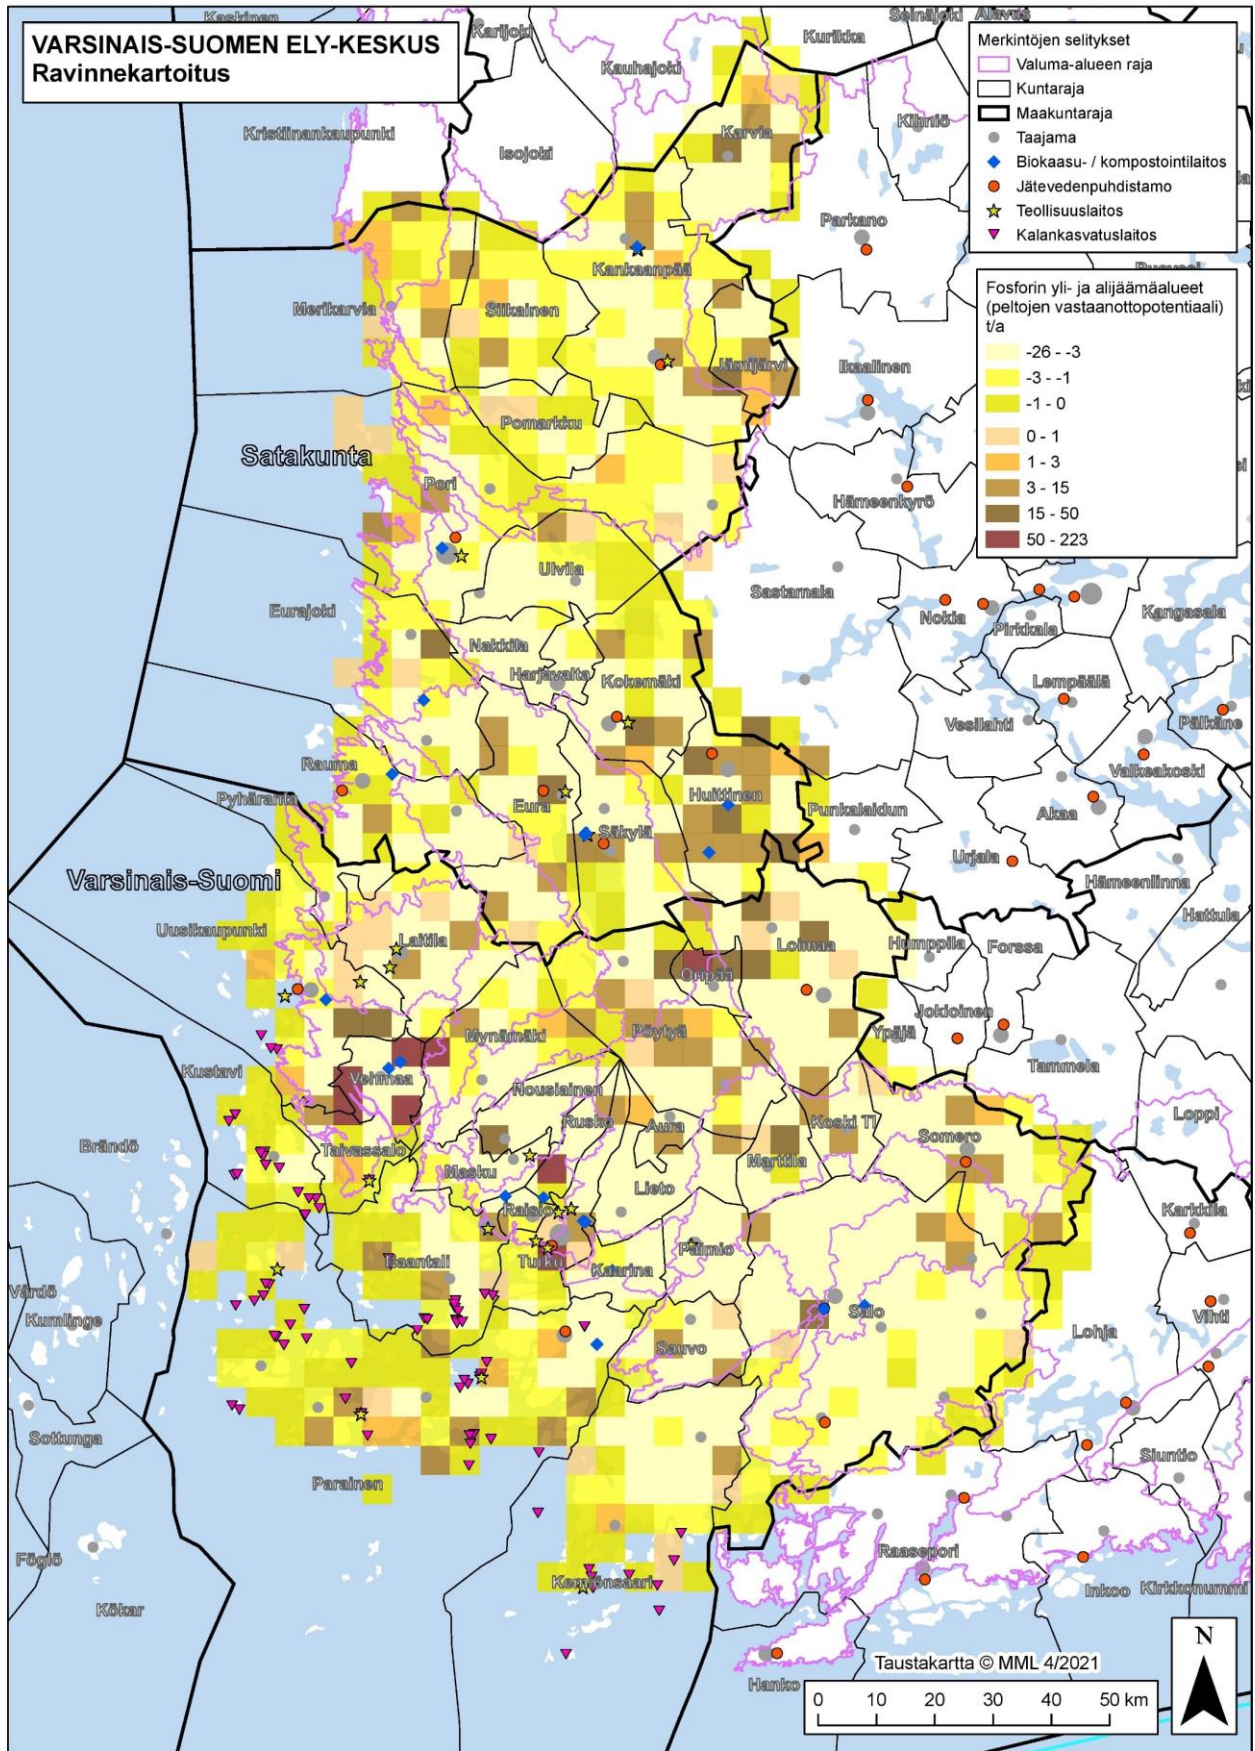 VARSINAIS-SUOMEN ELY-KESKUS
Ravinnekartoitus
Merkintöjen selitykset
Valuma-alueen raja
Kuntaraja
Maakuntaraja
Taajama
Biokaasu- / kompostointilaitos
Jätevedenpuhdistamo
Teollisuuslaitos
Kalankasvatuslaitos
Fosforin yli- ja alijäämäalueet
(peltojen vastaanottopotentiaali)
t/a
-26 - -3
-3 - -1
-1 - 0
0 - 1
1 - 3
3 - 15
15 - 50
50 - 223
Kaskinen
Karijoki
Kurikka
Seinäjoki
Alavus
Kauhajoki
Kristiinankaupunki
Isojoki
Karvia
Kihniö
Parkano
Kankaanpää
Merikarvia
Siikainen
Jämijärvi
Ikaalinen
Pomarkku
Satakunta
Pori
Hämeenkyrö
Ulvila
Sastamala
Eurajoki
Nokia
Pirkkala
Kangasala
Nakkila
Harjavalta
Kokemäki
Lempäälä
Vesilahti
Pälkäne
Rauma
Valkeakoski
Pyhäranta
Eura
Huittinen
Punkalaidun
Akaa
Säkylä
Urjala
Varsinais-Suomi
Hämeenlinna
Hattula
Uusikaupunki
Laitila
Loimaa
Humppila
Forssa
Oripää
Jokioinen
Mynämäki
Pöytyä
Ypäjä
Tammela
Kustavi
Vehmaa
Nousiainen
Loppi
Rusko
Aura
Koski Tl
Somero
Brändö
Taivassalo
Masku
Marttila
Lieto
Raisio
Karkkila
Naantali
Turku
Paimio
Kaarina
Vårdö
Kumlinge
Salo
Vihti
Lohja
Sauvo
Sottunga
Siuntio
Parainen
Föglö
Raasepori
Kemiönsaari
Inkoo
Kirkkonummi
Kökar
Hanko
Taustakartta © MML 4/2021
0 10 20 30 40 50 km
N